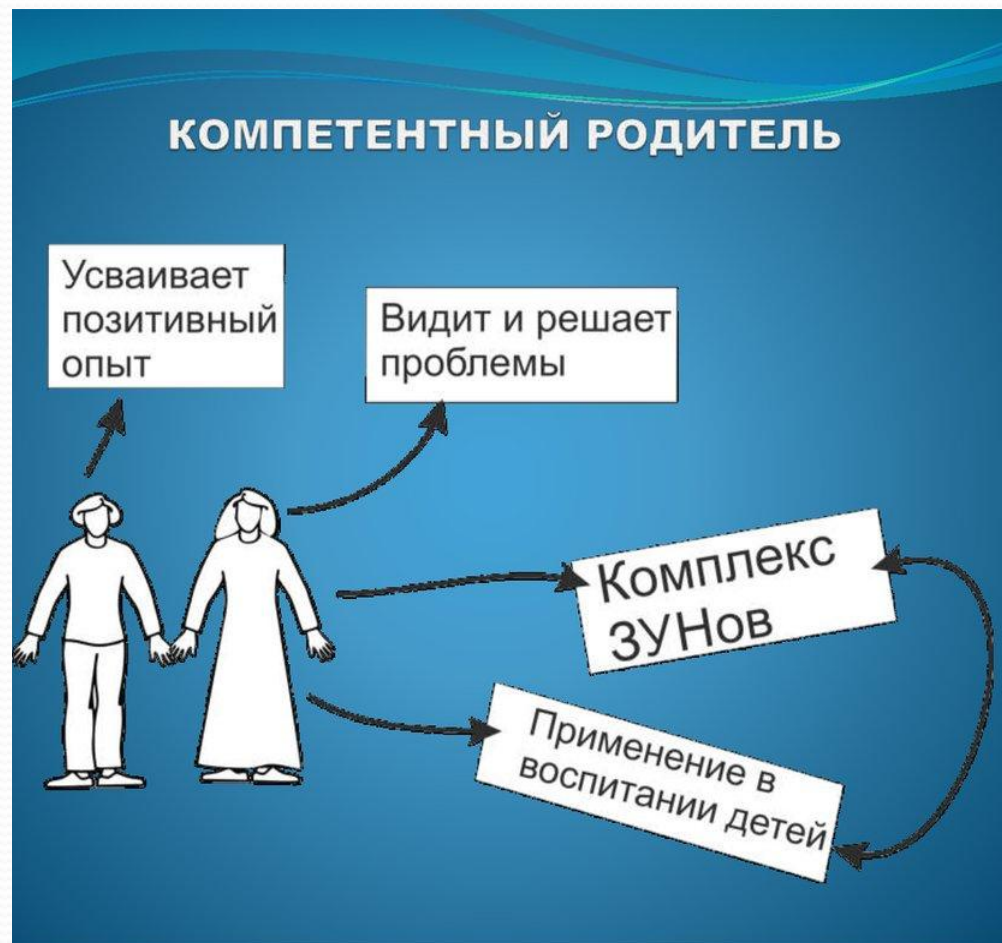 КОМПЕТЕНТНЫЙ РОДИТЕЛЬ
Усваивает
позитивный
опыт
Видит и решает
проблемы
Комплекс
ЗУНов
Применение в
воспитании детей